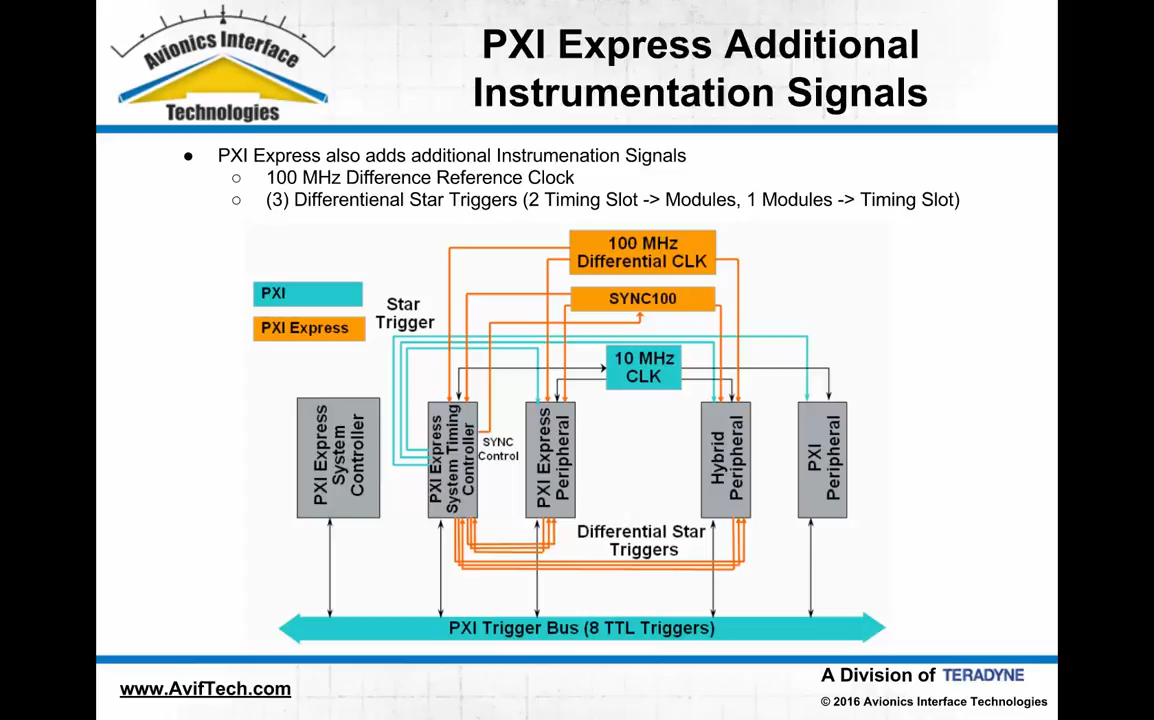 Avionics Interface
Technologies
PXI Express Additional
Instrumentation Signals
● PXI Express also adds additional Instrumenation Signals
○ 100 MHz Difference Reference Clock
○ (3) Differentienal Star Triggers (2 Timing Slot -> Modules, 1 Modules -> Timing Slot)
100 MHz
Differential CLK
PXI
SYNC100
Star
Trigger
PXI Express
10 MHz
CLK
PXI Express
System
Controller
PXI Express
System Timing
Controller
SYNC
Control
PXI Express
Peripheral
Hybrid
Peripheral
PXI
Peripheral
Differential Star
Triggers
PXI Trigger Bus (8 TTL Triggers)
www.AvifTech.com
A Division of TERADYNE
© 2016 Avionics Interface Technologies